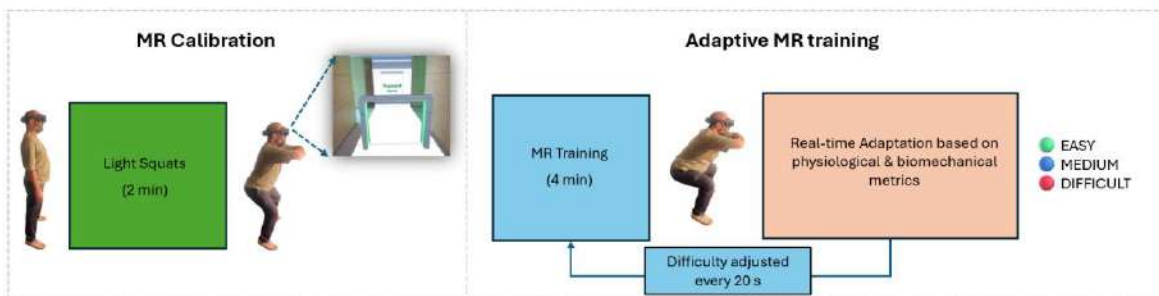 MR Calibration
Light Squats
(2 min)
Adaptive MR training
MR Training
(4 min)
Real-time Adaptation based on
physiological & biomechanical
metrics
EASY
MEDIUM
DIFFICULT
Difficulty adjusted
every 20 s